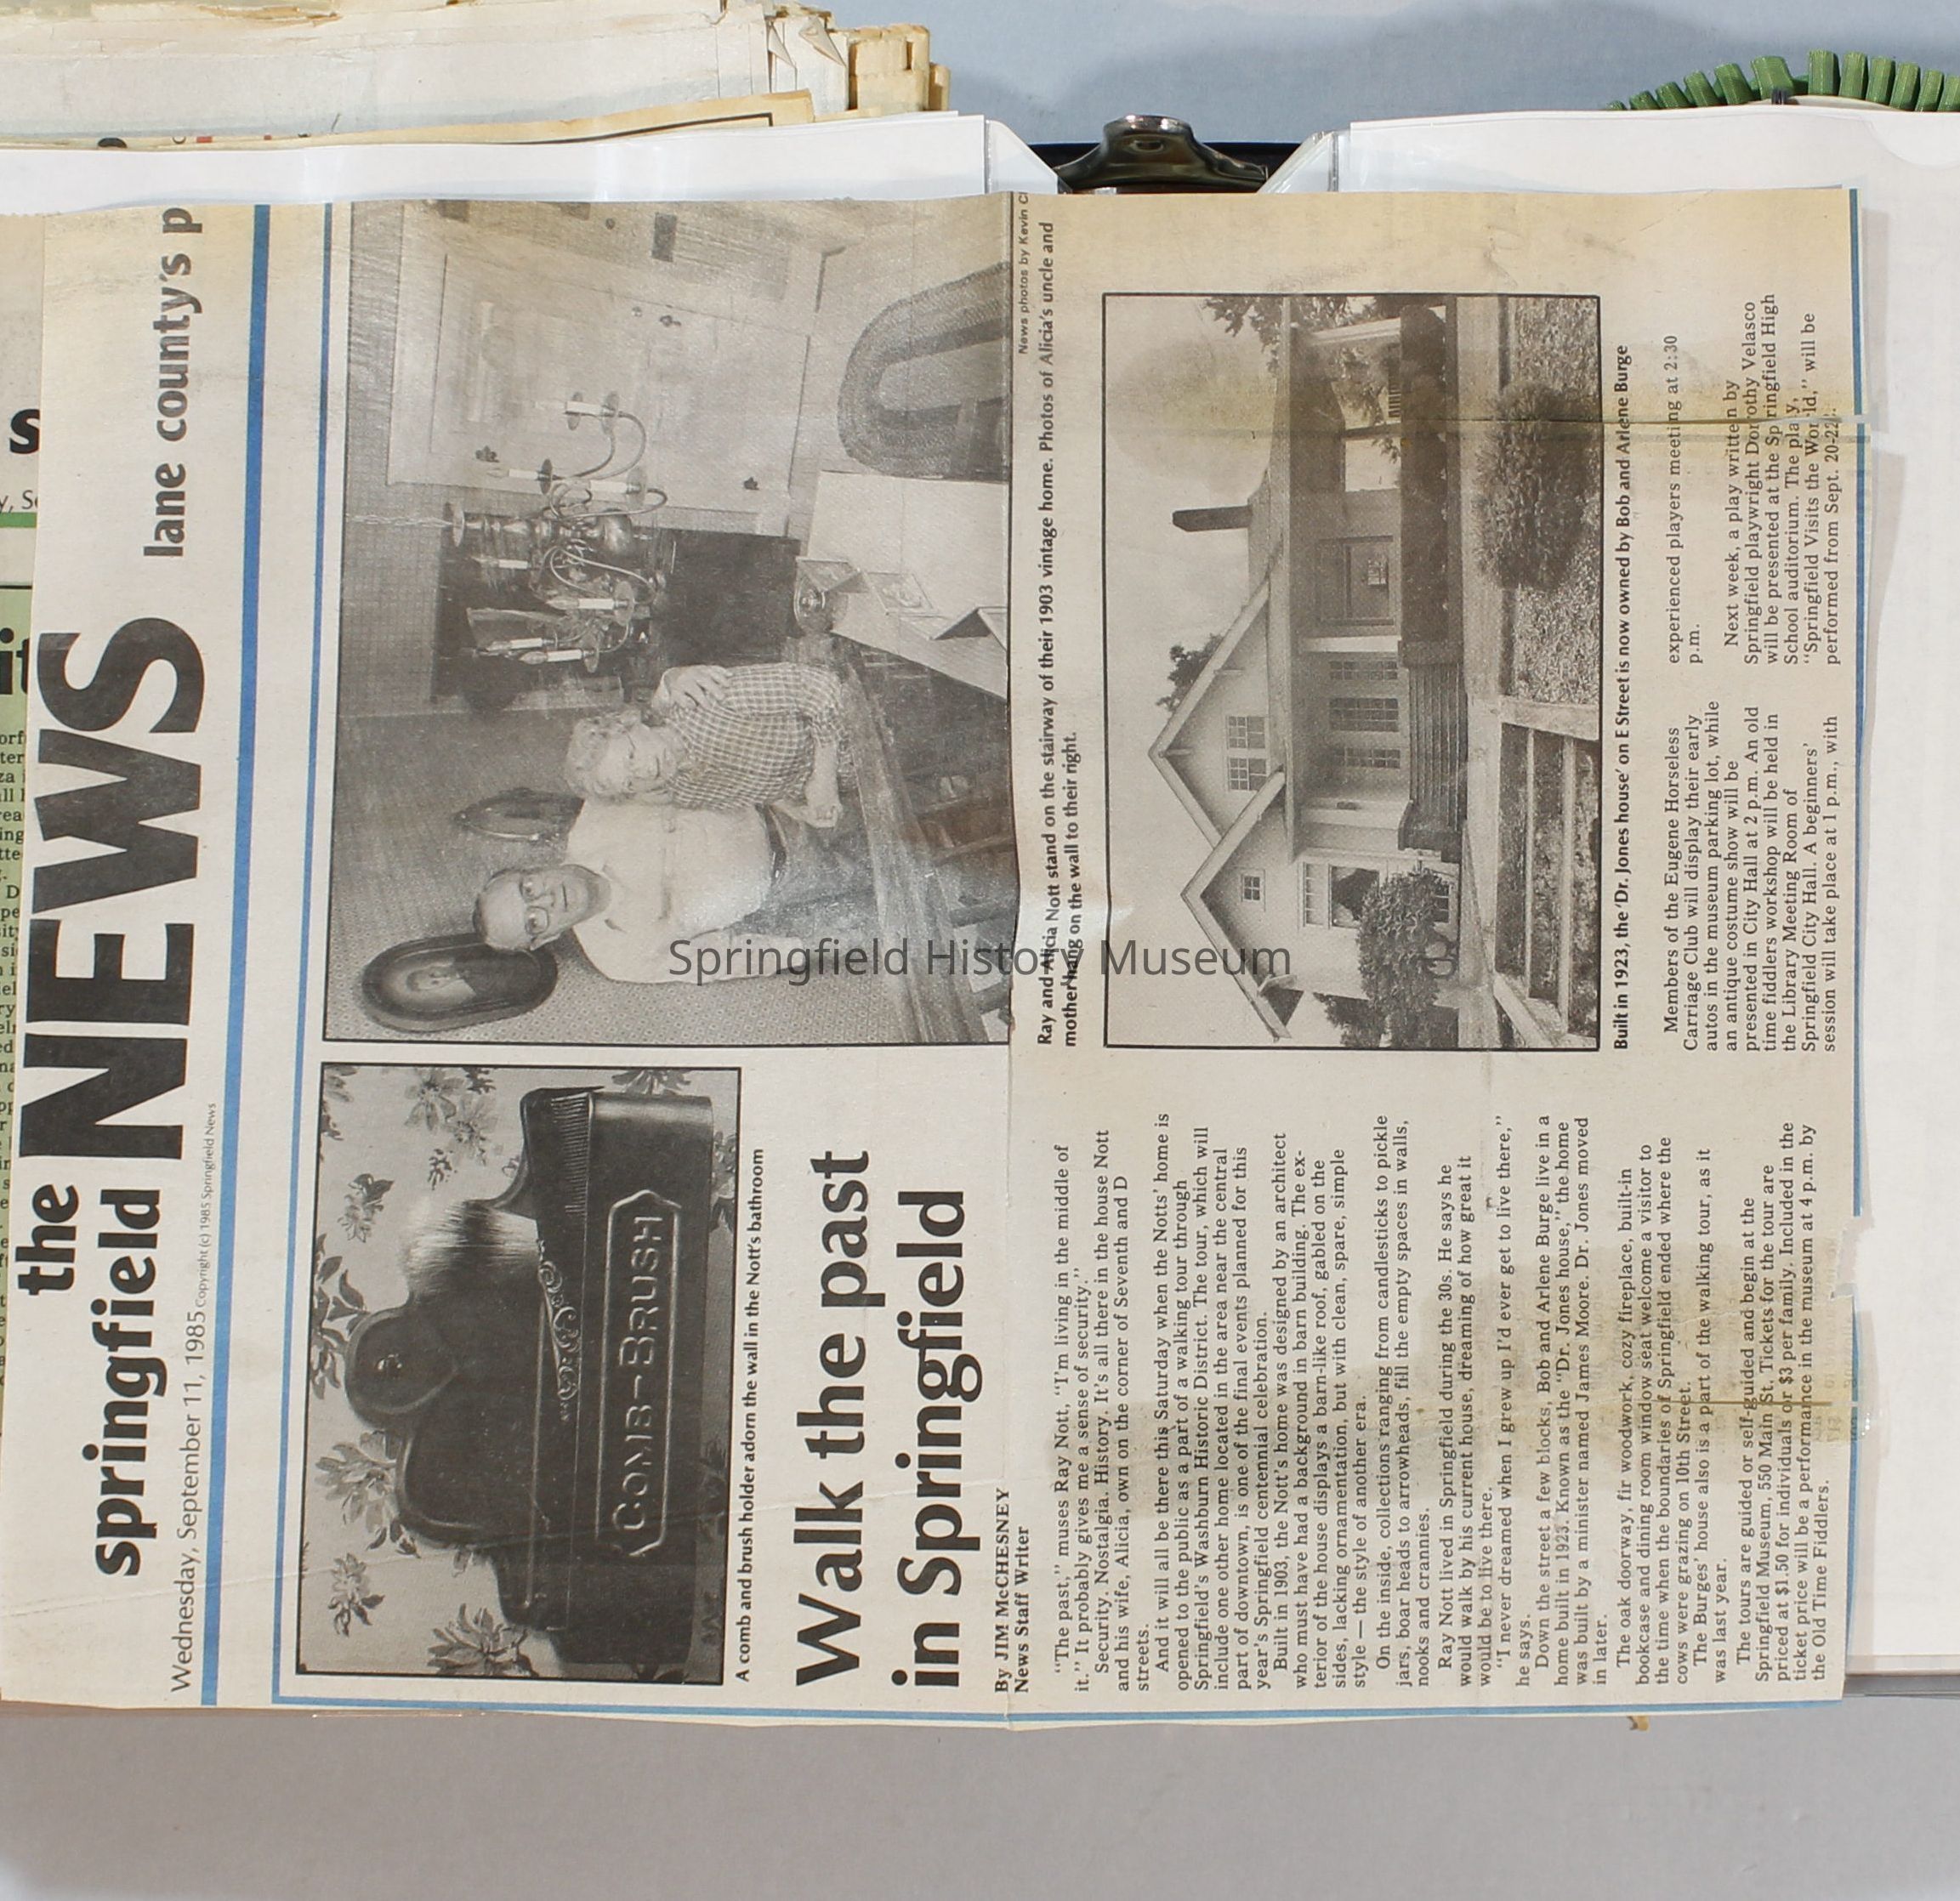 the
springfield NEWS lane county's p
Wednesday, September 11, 1985 Copyright (c) 1985 Springfield News
COMB-BRUSH
A comb and brush holder adorn the wall in the Nott's bathroom
News photos by Kevin Cl
Ray and Alicia Nott stand on the stairway of their 1903 vintage home. Photos of Alicia's uncle and
mother hang on the wall to their right.
Walk the past
in Springfield
By JIM McCHESNEY
News Staff Writer
"The past," muses Ray Nott, "I'm living in the middle of
it." It probably gives me a sense of security."
Security. Nostalgia. History. It's all there in the house Nott
and his wife, Alicia, own on the corner of Seventh and D
streets.
And it will all be there this Saturday when the Notts' home is
opened to the public as a part of a walking tour through
Springfield's Washburn Historic District. The tour, which will
include one other home located in the area near the central
part of downtown, is one of the final events planned for this
year's Springfield centennial celebration.
Built in 1903, the Nott's home was designed by an architect
who must have had a background in barn building. The ex-
terior of the house displays a barn-like roof, gabled on the
sides, lacking ornamentation, but with clean, spare, simple
style — the style of another era.
On the inside, collections ranging from candlesticks to pickle
jars, boar heads to arrowheads, fill the empty spaces in walls,
nooks and crannies.
Ray Nott lived in Springfield during the 30s. He says he
would walk by his current house, dreaming of how great it
would be to live there.
"I never dreamed when I grew up I'd ever get to live there,"
he says.
Down the street a few blocks, Bob and Arlene Burge live in a
home built in 1923. Known as the "Dr. Jones house," the home
was built by a minister named James Moore. Dr. Jones moved
in later.
The oak doorway, fir woodwork, cozy fireplace, built-in
bookcase and dining room window seat welcome a visitor to
the time when the boundaries of Springfield ended where the
cows were grazing on 10th Street.
The Burges' house also is a part of the walking tour, as it
was last year.
The tours are guided or self-guided and begin at the
Springfield Museum, 550 Main St. Tickets for the tour are
priced at $1.50 for individuals or $3 per family. Included in the
ticket price will be a performance in the museum at 4 p.m. by
the Old Time Fiddlers.
Built in 1923, the 'Dr. Jones house' on E Street is now owned by Bob and Arlene Burge
Members of the Eugene Horseless
Carriage Club will display their early
autos in the museum parking lot, while
an antique costume show will be
presented in City Hall at 2 p.m. An old
time fiddlers workshop will be held in
the Library Meeting Room of
Springfield City Hall. A beginners'
session will take place at 1 p.m., with
experienced players meeting at 2:30
p.m.
Next week, a play written by
Springfield playwright Dorothy Velasco
will be presented at the Springfield High
School auditorium. The play,
"Springfield Visits the World," will be
performed from Sept. 20-22.
Springfield History Museum